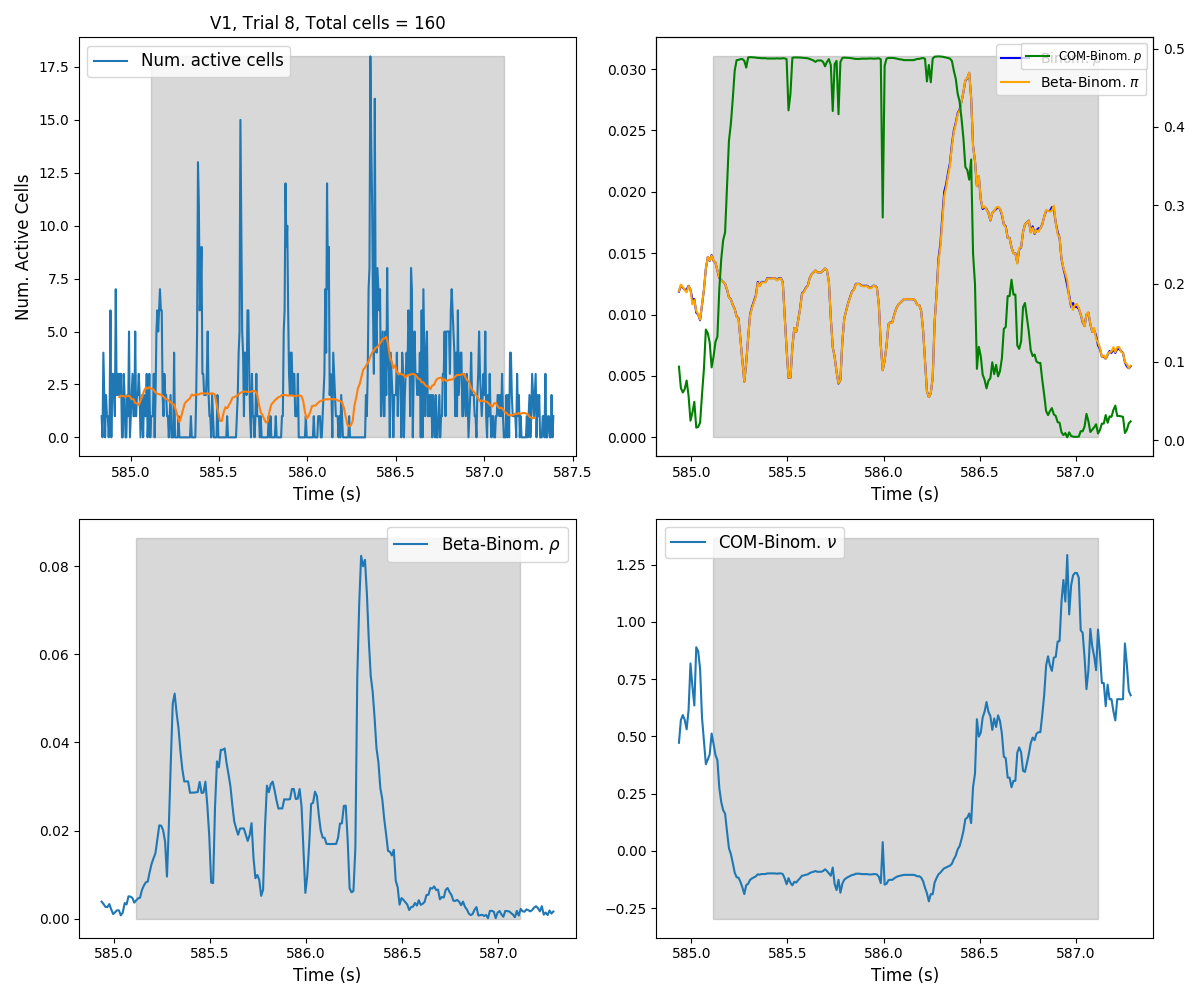 V1, Trial 8, Total cells = 160
Num. active cells
Num. Active Cells
17.5
15.0
12.5
10.0
7.5
5.0
2.5
0.0
585.0 585.5 586.0 586.5 587.0 587.5
Time (s)
COM-Binom. p
Beta-Binom. π
0.030
0.025
0.020
0.015
0.010
0.005
0.000
0.5
0.4
0.3
0.2
0.1
0.0
585.0 585.5 586.0 586.5 587.0
Time (s)
Beta-Binom. ρ
0.08
0.06
0.04
0.02
0.00
585.0 585.5 586.0 586.5 587.0
Time (s)
COM-Binom. ν
1.25
1.00
0.75
0.50
0.25
0.00
−0.25
585.0 585.5 586.0 586.5 587.0
Time (s)